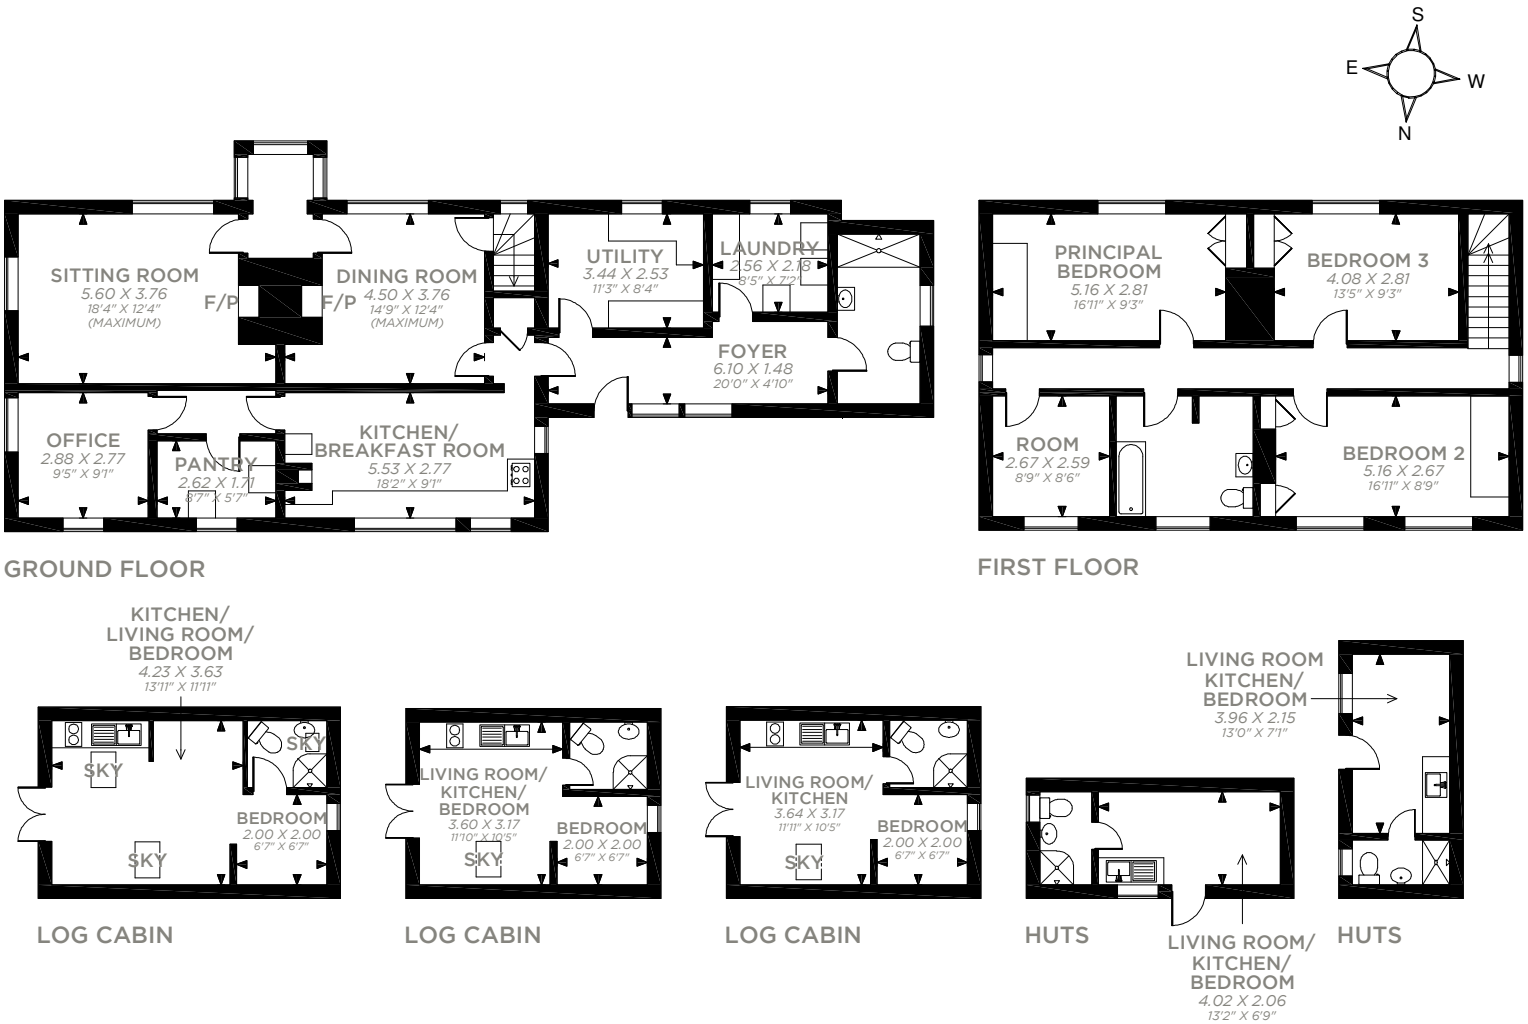 S
E
W
N
SITTING ROOM
5.60 X 3.76
18'4" X 12'4"
(MAXIMUM)
F/P
F/P
DINING ROOM
4.50 X 3.76
14'9" X 12'4"
(MAXIMUM)
UTILITY
3.44 X 2.53
11'3" X 8'4"
LAUNDRY
2.56 X 2.18
8'5" X 7'2"
FOYER
6.10 X 1.48
20'0" X 4'10"
OFFICE
2.88 X 2.77
9'5" X 9'1"
PANTRY
2.62 X 1.71
8'7" X 5'7"
KITCHEN/
BREAKFAST ROOM
5.53 X 2.77
18'2" X 9'1"
GROUND FLOOR
PRINCIPAL
BEDROOM
5.16 X 2.81
16'11" X 9'3"
BEDROOM 3
4.08 X 2.81
13'5" X 9'3"
ROOM
2.67 X 2.59
8'9" X 8'6"
BEDROOM 2
5.16 X 2.67
16'11" X 8'9"
FIRST FLOOR
KITCHEN/
LIVING ROOM/
BEDROOM
4.23 X 3.63
13'11" X 11'11"
SKY
SKY
SKY
BEDROOM
2.00 X 2.00
6'7" X 6'7"
LOG CABIN
LIVING ROOM/
KITCHEN/
BEDROOM
3.60 X 3.17
11'10" X 10'5"
SKY
BEDROOM
2.00 X 2.00
6'7" X 6'7"
LOG CABIN
LIVING ROOM/
KITCHEN
3.64 X 3.17
11'11" X 10'5"
SKY
BEDROOM
2.00 X 2.00
6'7" X 6'7"
LOG CABIN
HUTS
LIVING ROOM/
KITCHEN/
BEDROOM
4.02 X 2.06
13'2" X 6'9"
LIVING ROOM
KITCHEN/
BEDROOM
3.96 X 2.15
13'0" X 7'1"
HUTS